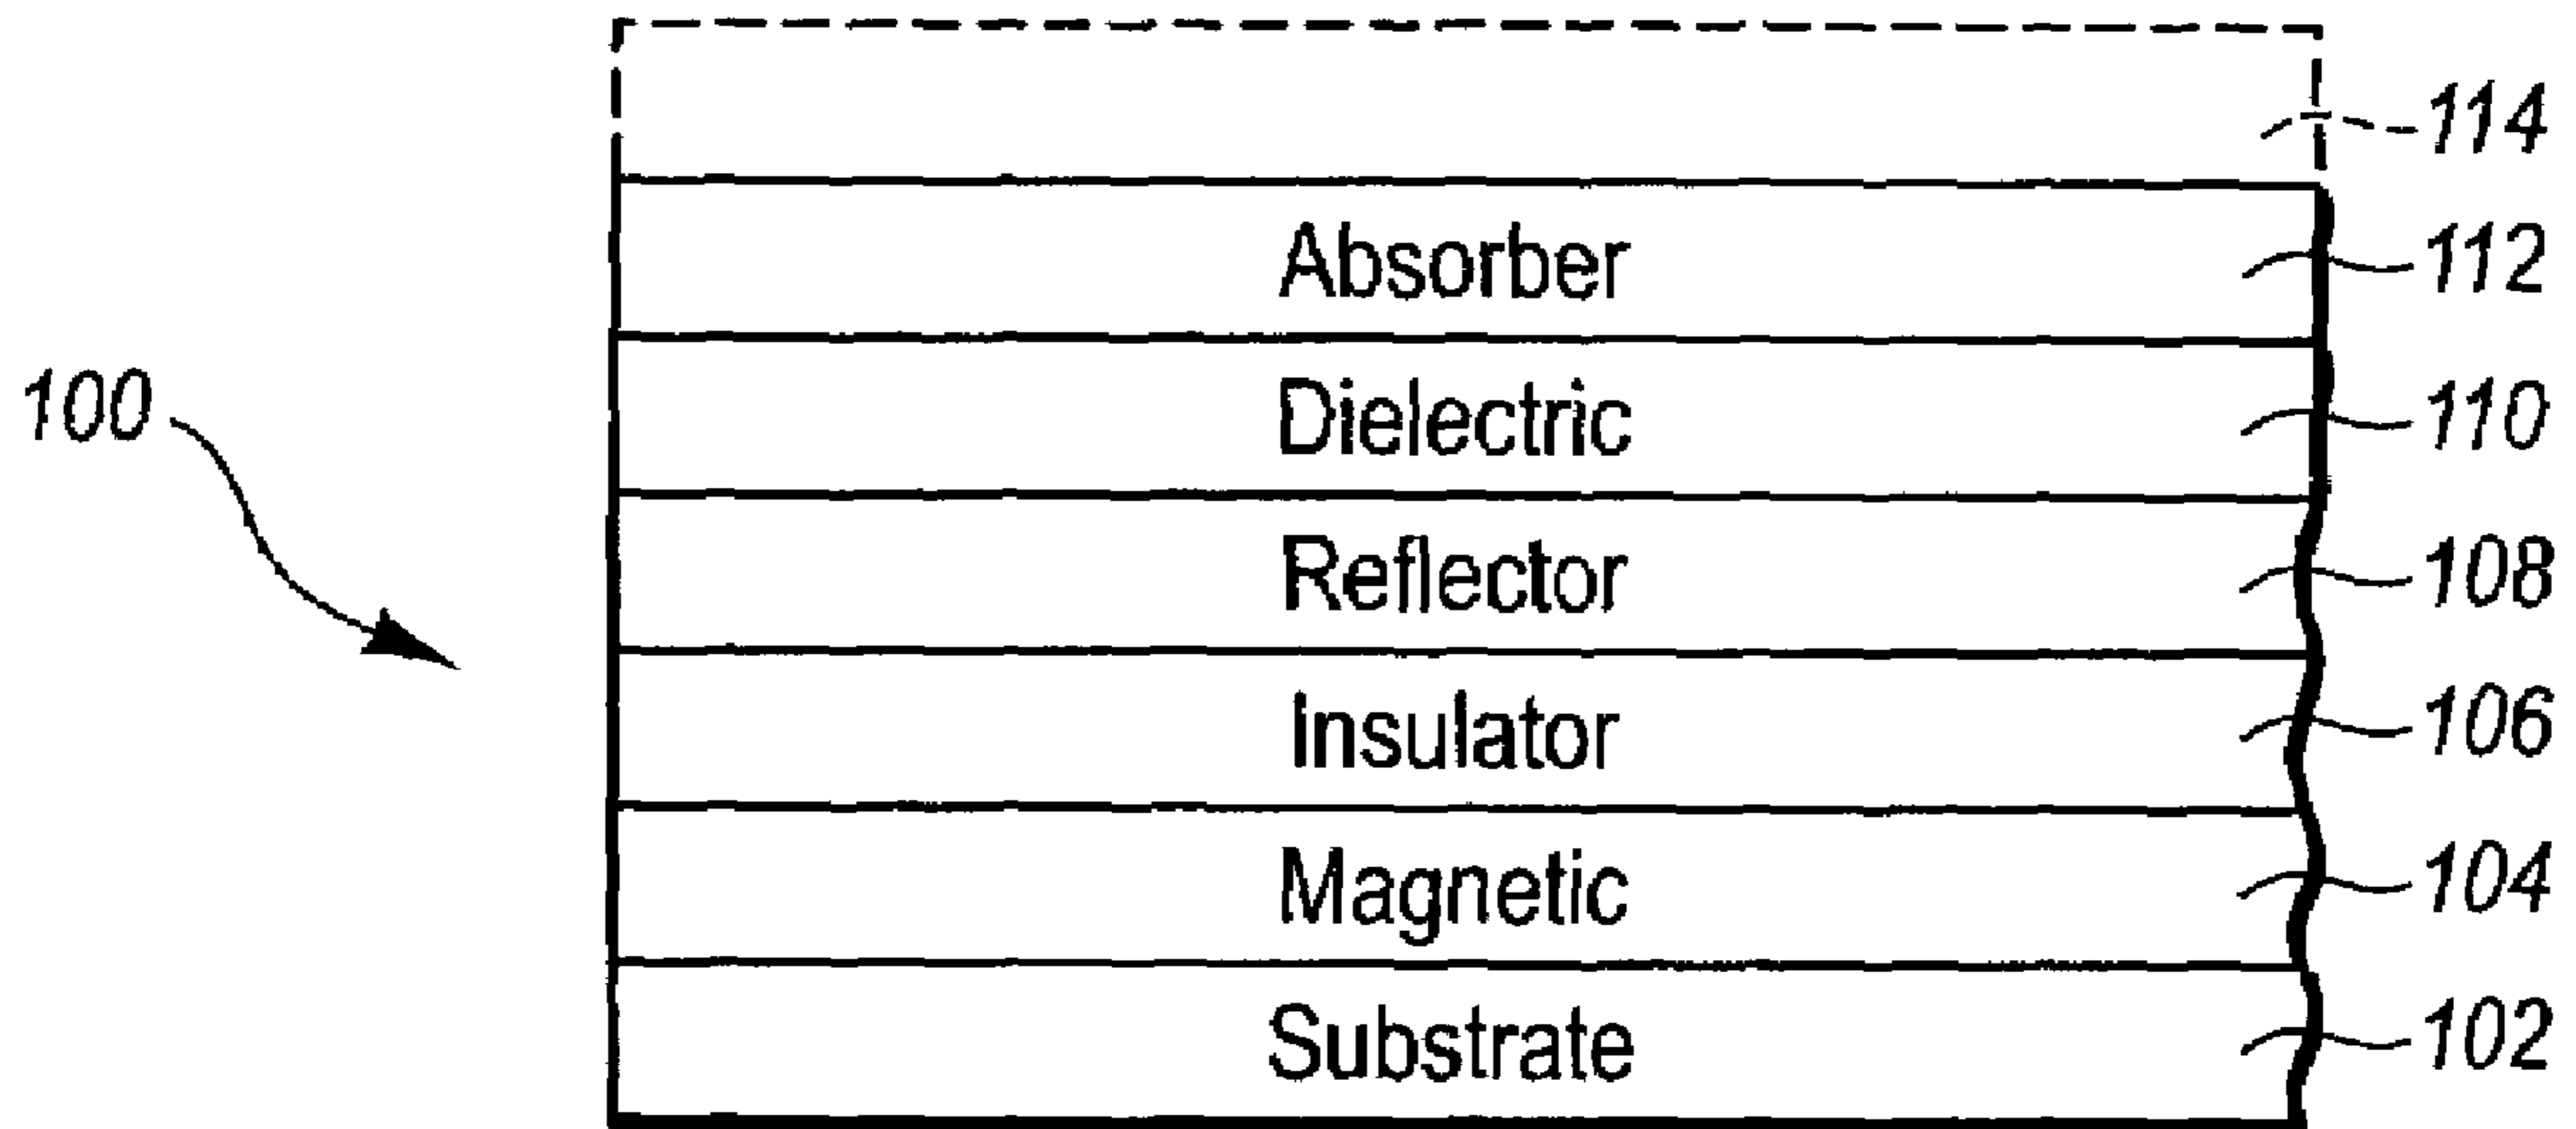 114
Absorber 112
Dielectric 110
100
Reflector 108
Insulator 106
Magnetic 104
Substrate 102